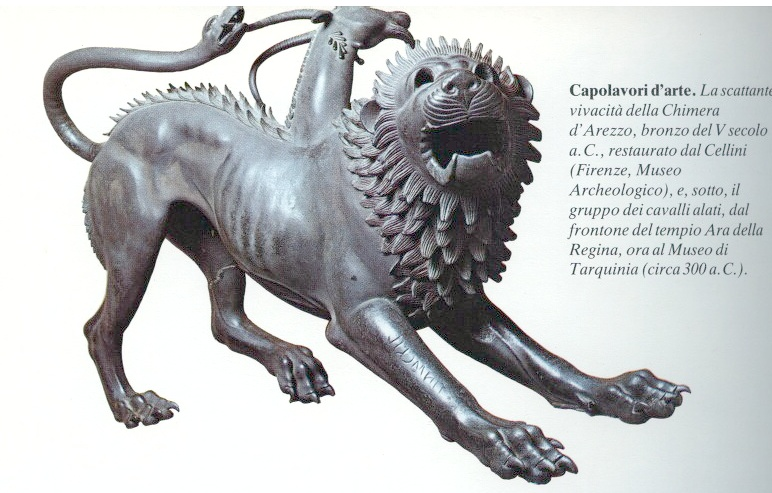 Capolavori d'arte. La scattante
vivacità della Chimera
d'Arezzo, bronzo del V secolo
a.C., restaurato dal Cellini
(Firenze, Museo
Archeologico), e, sotto, il
gruppo dei cavalli alati, dal
frontone del tempio Ara della
Regina, ora al Museo di
Tarquinia (circa 300 a.C.).